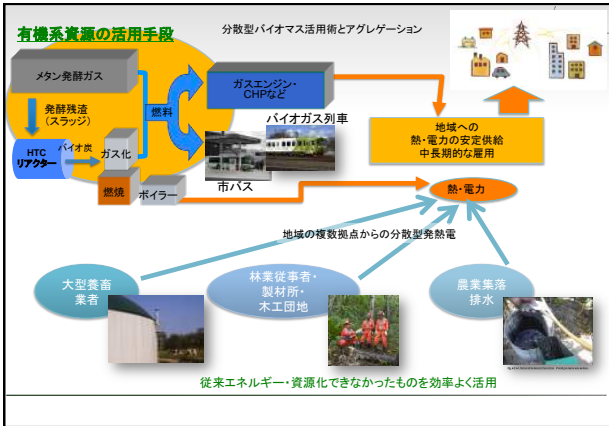 有機系資源の活用手段
分散型バイオマス活用術とアグレゲーション
メタン発酵ガス
発酵残渣
(スラッジ)
HTC
リアクター
バイオ炭
ガス化
燃焼
ボイラー
燃料
ガスエンジン・
CHPなど
バイオガス列車
市バス
地域への
熱・電力の安定供給
中長期的な雇用
熱・電力
地域の複数拠点からの分散型発熱電
大型養畜
業者
林業従事者・
製材所・
木工団地
農業集落
排水
従来エネルギー・資源化できなかったものを効率よく活用